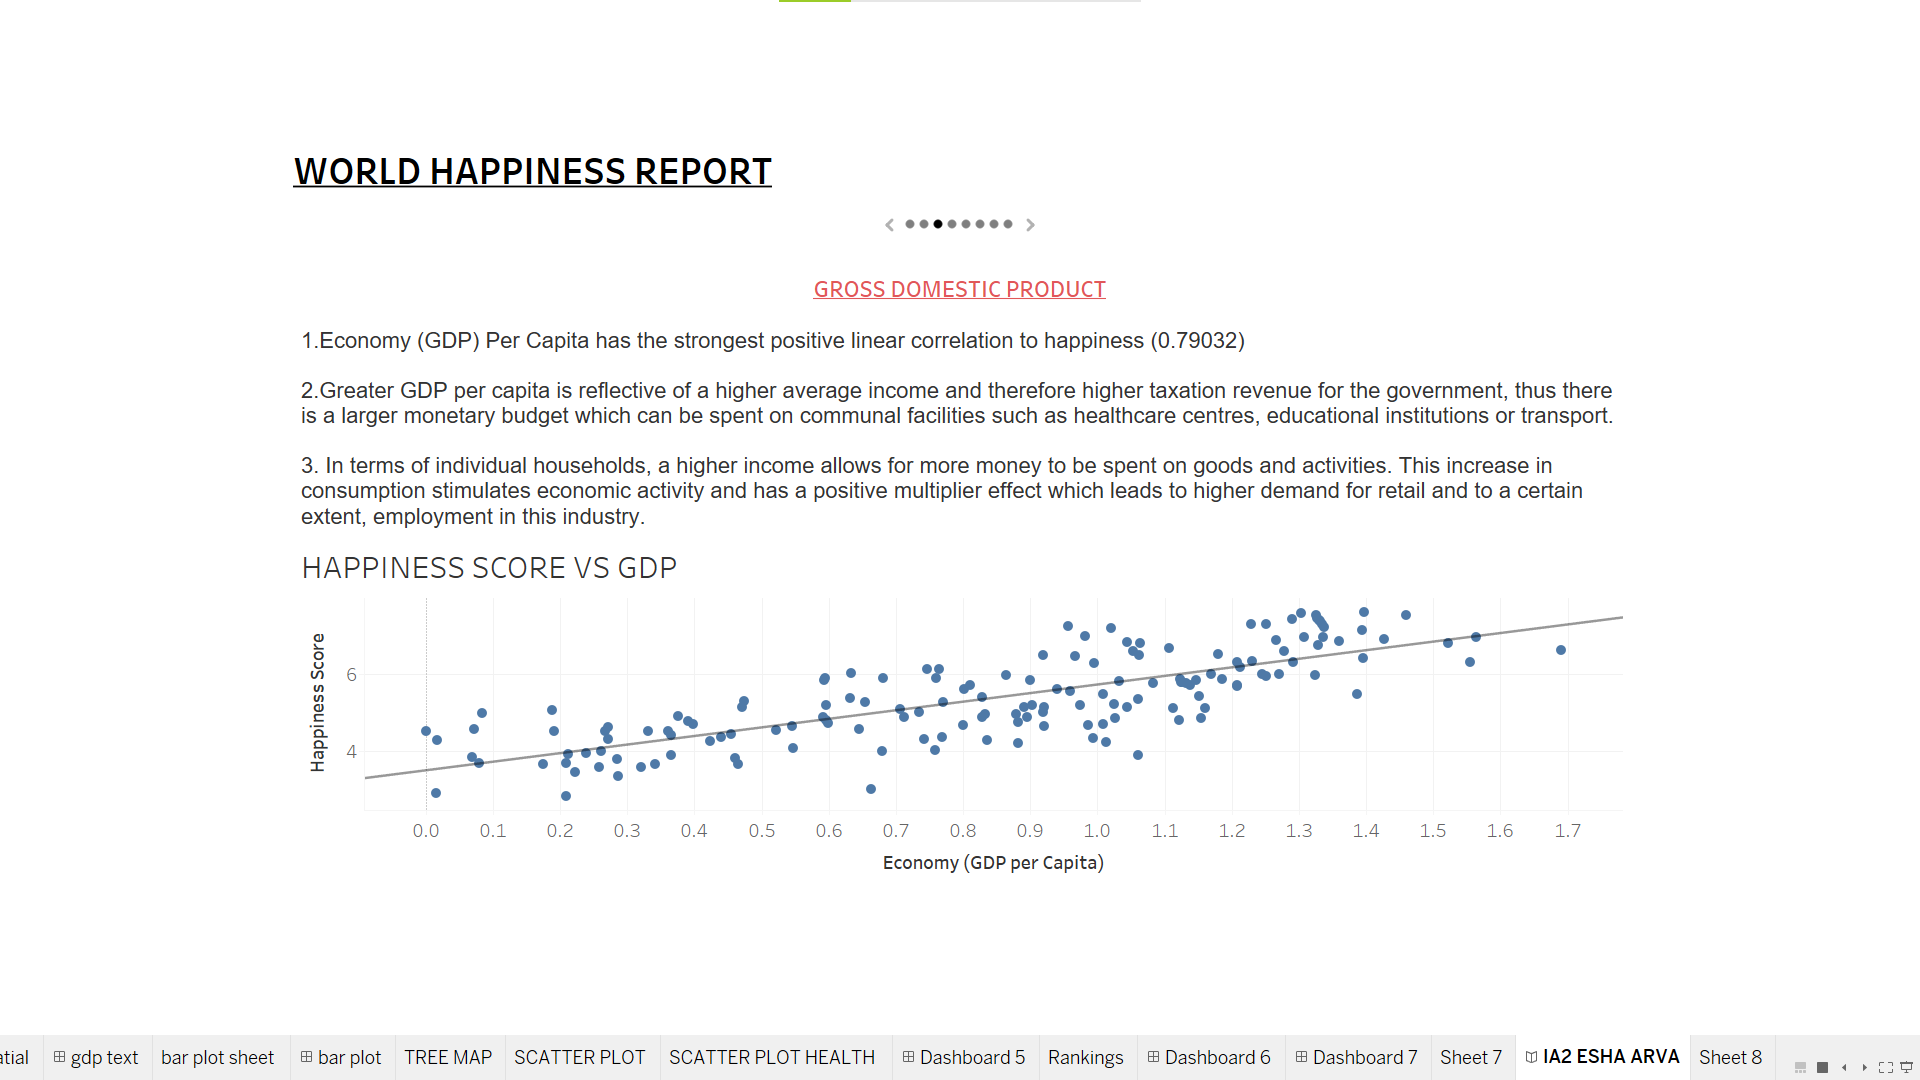 WORLD HAPPINESS REPORT
GROSS DOMESTIC PRODUCT
1.Economy (GDP) Per Capita has the strongest positive linear correlation to happiness (0.79032)
2.Greater GDP per capita is reflective of a higher average income and therefore higher taxation revenue for the government, thus there
is a larger monetary budget which can be spent on communal facilities such as healthcare centres, educational institutions or transport.
3. In terms of individual households, a higher income allows for more money to be spent on goods and activities. This increase in
consumption stimulates economic activity and has a positive multiplier effect which leads to higher demand for retail and to a certain
extent, employment in this industry.
HAPPINESS SCORE VS GDP
Happiness Score
6
4
0.0 0.1 0.2 0.3 0.4 0.5 0.6 0.7 0.8 0.9 1.0 1.1 1.2 1.3 1.4 1.5 1.6 1.7
Economy (GDP per Capita)
atial gdp text bar plot sheet bar plot TREE MAP SCATTER PLOT SCATTER PLOT HEALTH Dashboard 5 Rankings Dashboard 6 Dashboard 7 Sheet 7 IA2 ESHA ARVA Sheet 8